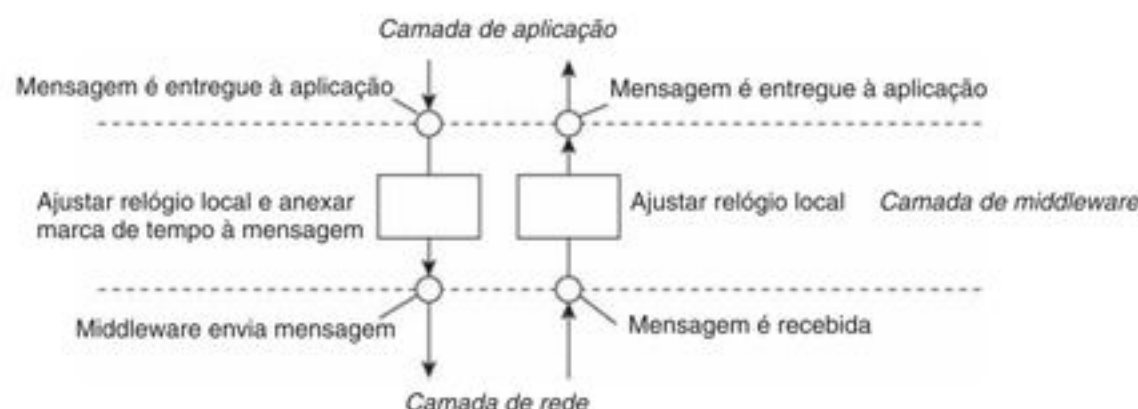 Camada de aplicação
Mensagem é entregue à aplicação
Mensagem é entregue à aplicação
Ajustar relógio local e anexar
marca de tempo à mensagem
Ajustar relógio local
Camada de middleware
Middleware envia mensagem
Mensagem é recebida
Camada de rede